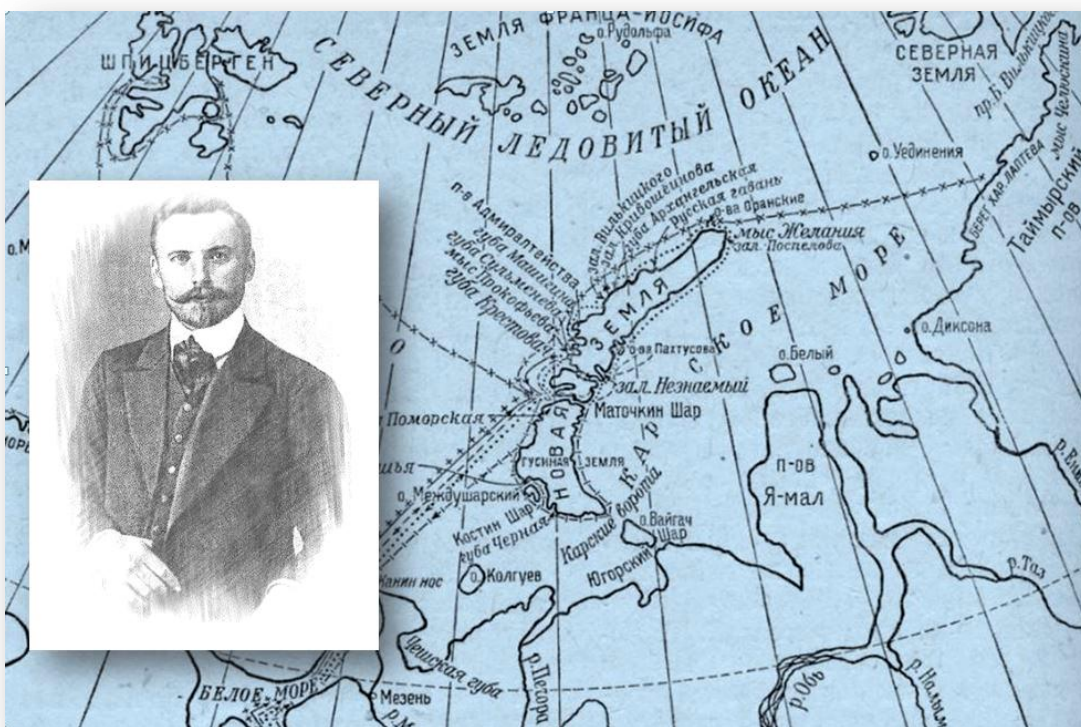 ШПИЦБЕРГЕН
ЗЕМЛЯ ФРАНЦА-ИОСИФА
о.Рудольфа
СЕВЕРНАЯ
ЗЕМЛЯ
СЕВЕРНЫЙ ЛЕДОВИТЫЙ ОКЕАН
пр.Б.Вилькицкого
мыс Челюскина
о.Уединения
БЕРЕГ ХАР.ЛАПТЕВА
Таймырский
п-ов
п-ов Адмиралтейства
губа Машигина
губа Сульменева
мыс Прокофьева
губа Крестовая
зал. Вилькицкого
зал. Кривошеинова
губа Архангельская
Русская гавань
о-ва Оранские
мыс Желания
зал. Поспелова
НОВАЯ ЗЕМЛЯ
о-ва Пахтусова
зал. Незнаемый
Маточкин Шар
КАРСКОЕ МОРЕ
о.Диксона
о.Белый
Поморская
ГУСИНАЯ ЗЕМЛЯ
о.Междушарский
Костин Шар
губа Черная
Карские ворота
о.Вайгач
Югорский Шар
п-ов
Я-мал
о.Колгуев
Канин нос
Чешская губа
р.Печора
БЕЛОЕ МОРЕ
Мезень
р.Обь
р.Таз